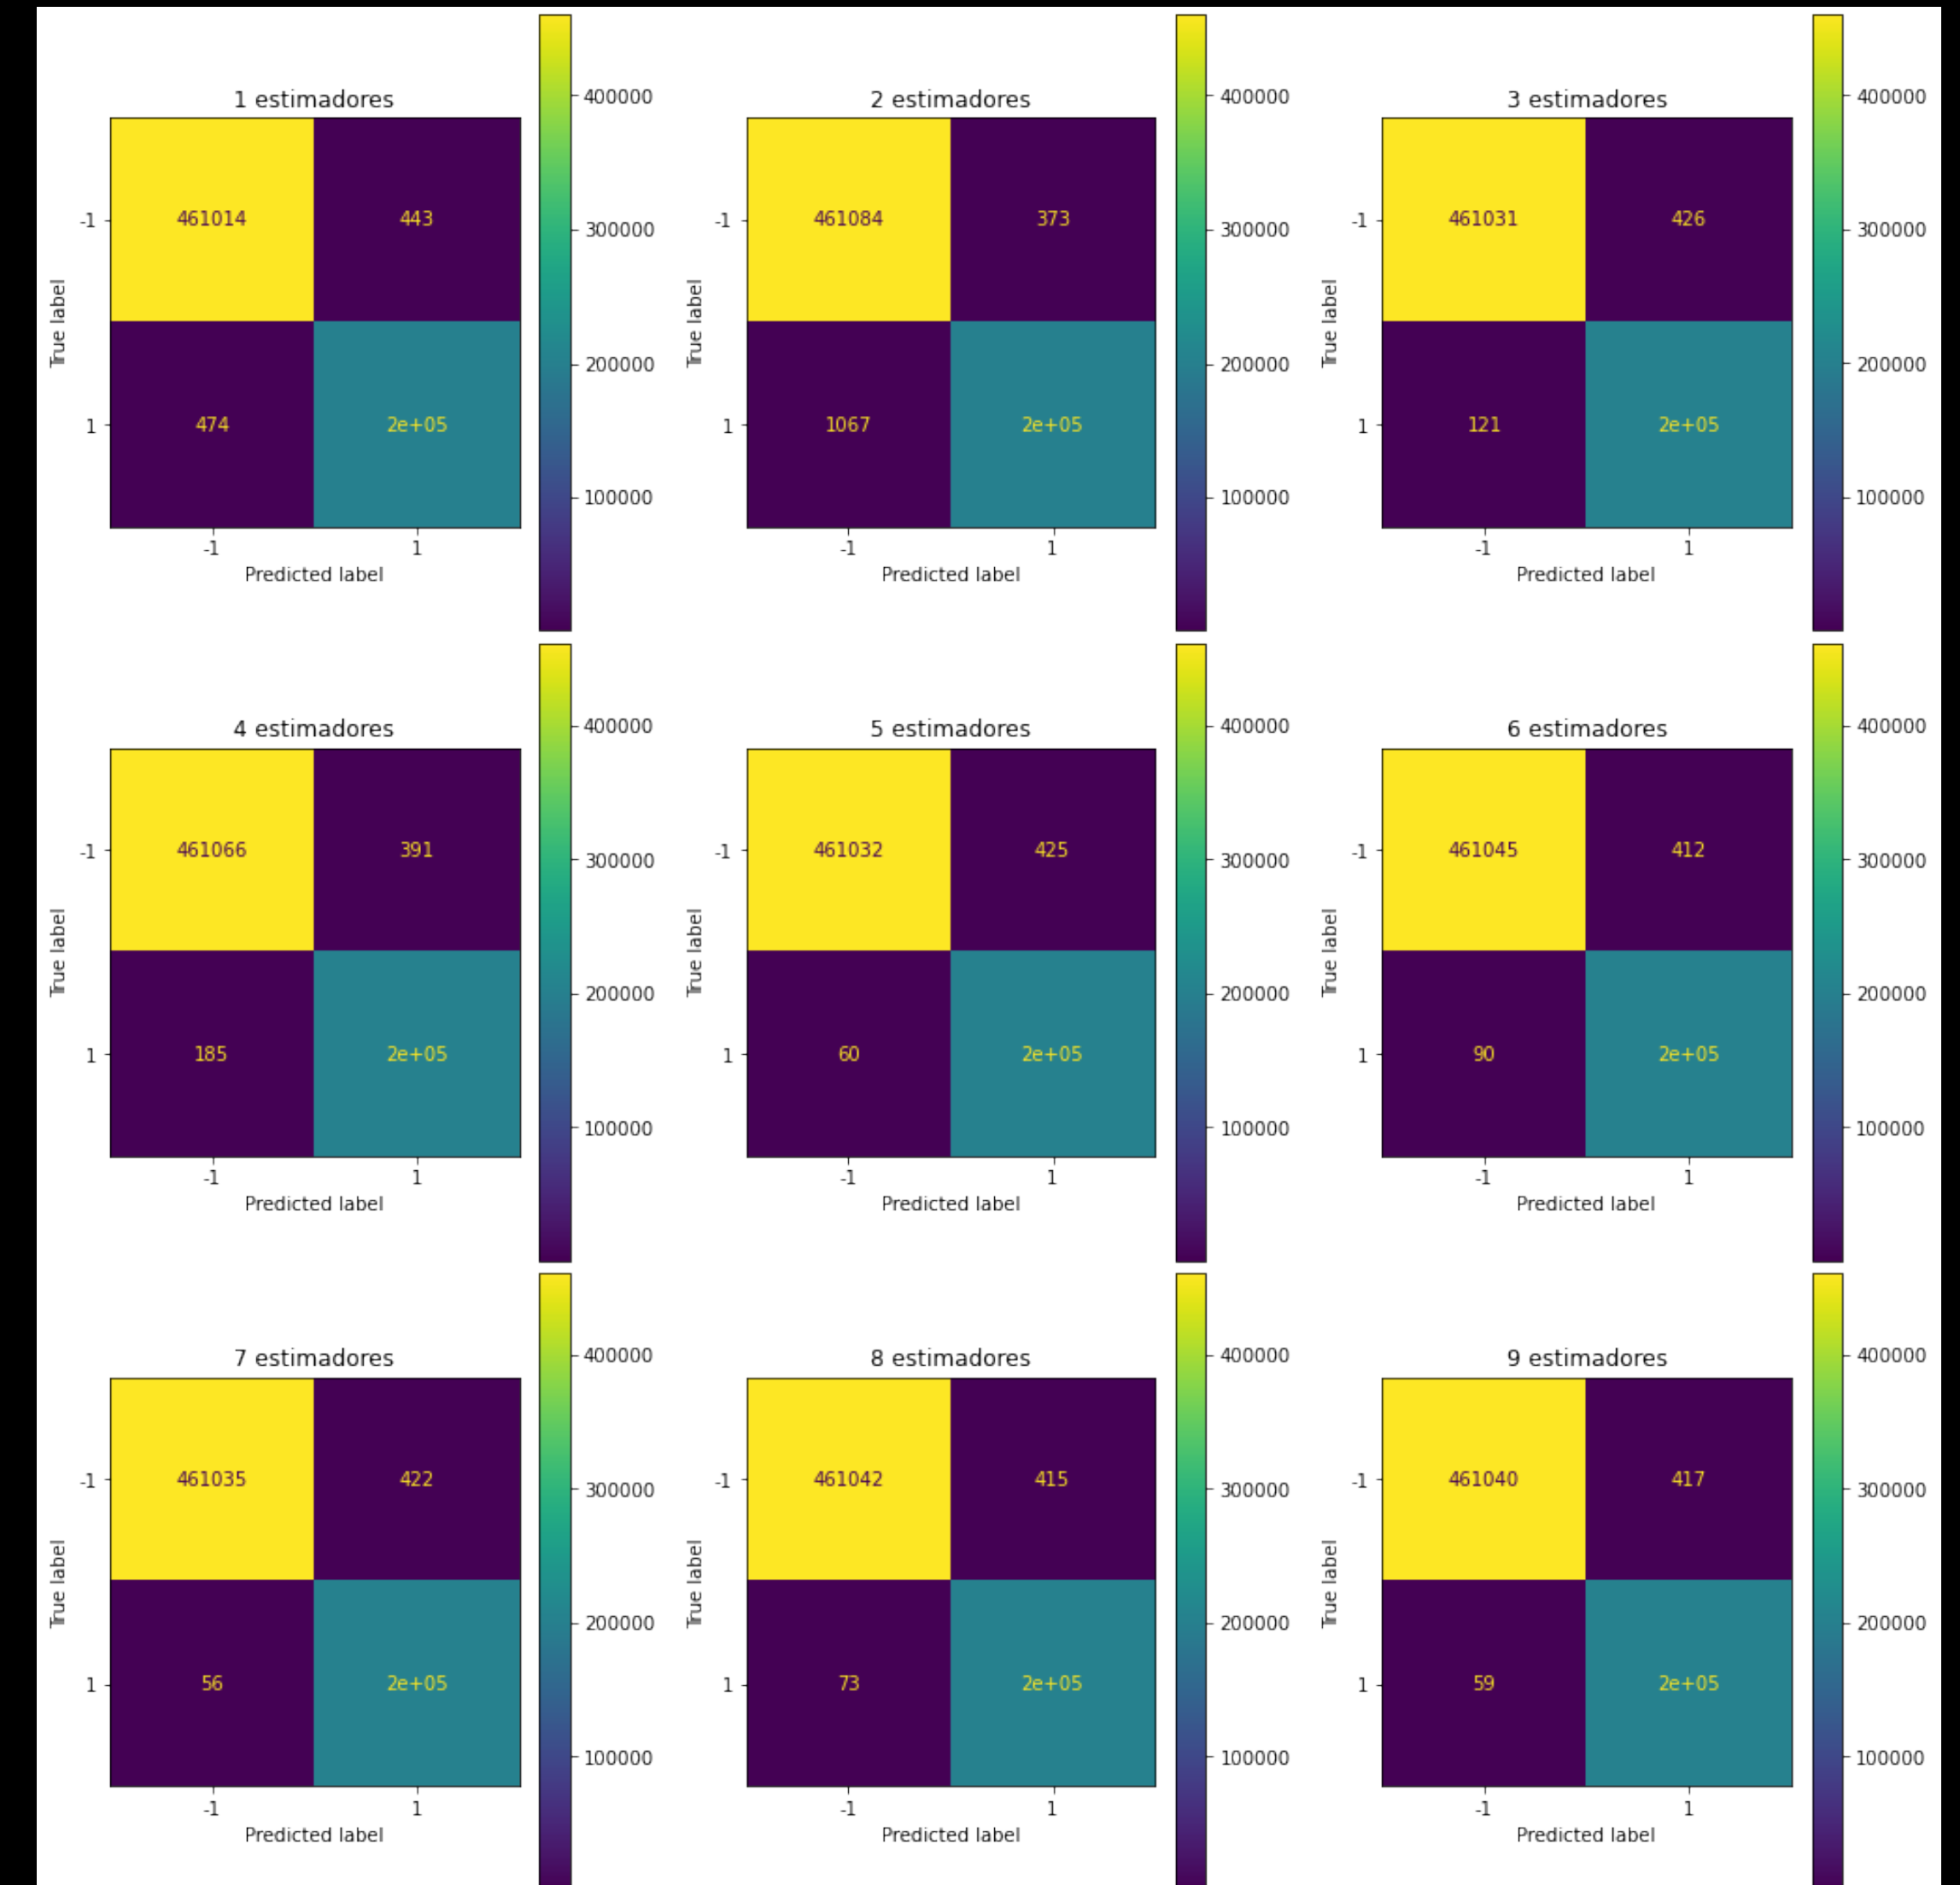 1 estimadores
400000
300000
200000
100000
True label
-1
1
461014
443
474
2e+05
-1
1
Predicted label
2 estimadores
400000
300000
200000
100000
True label
-1
1
461084
373
1067
2e+05
-1
1
Predicted label
3 estimadores
400000
300000
200000
100000
True label
-1
1
461031
426
121
2e+05
-1
1
Predicted label
4 estimadores
400000
300000
200000
100000
True label
-1
1
461066
391
185
2e+05
-1
1
Predicted label
5 estimadores
400000
300000
200000
100000
True label
-1
1
461032
425
60
2e+05
-1
1
Predicted label
6 estimadores
400000
300000
200000
100000
True label
-1
1
461045
412
90
2e+05
-1
1
Predicted label
7 estimadores
400000
300000
200000
100000
True label
-1
1
461035
422
56
2e+05
-1
1
Predicted label
8 estimadores
400000
300000
200000
100000
True label
-1
1
461042
415
73
2e+05
-1
1
Predicted label
9 estimadores
400000
300000
200000
100000
True label
-1
1
461040
417
59
2e+05
-1
1
Predicted label